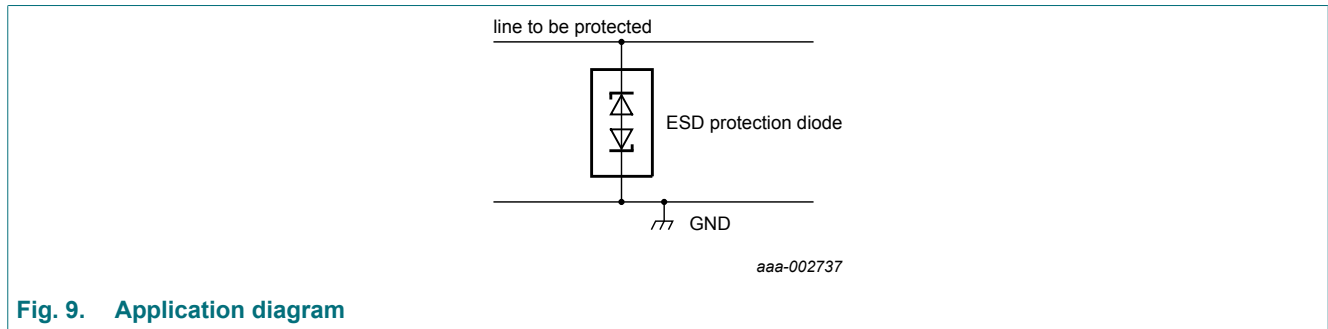 line to be protected
ESD protection diode
GND
aaa-002737
Fig. 9. Application diagram